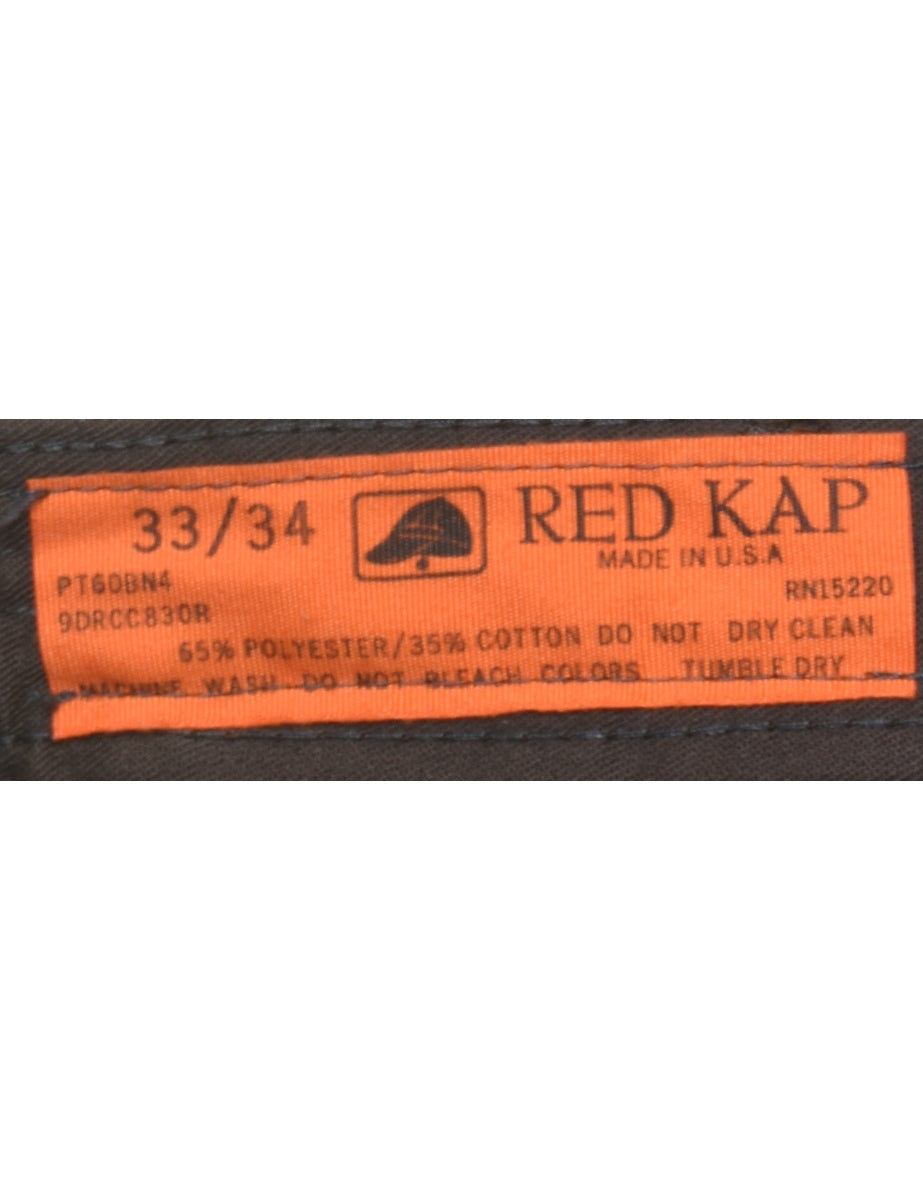 33/34 RED KAP
MADE IN U.S.A
PT60BN4 RN15220
9DRCC830R
65% POLYESTER/35% COTTON DO NOT DRY CLEAN
MACHINE WASH DO NOT BLEACH COLORS TUMBLE DRY